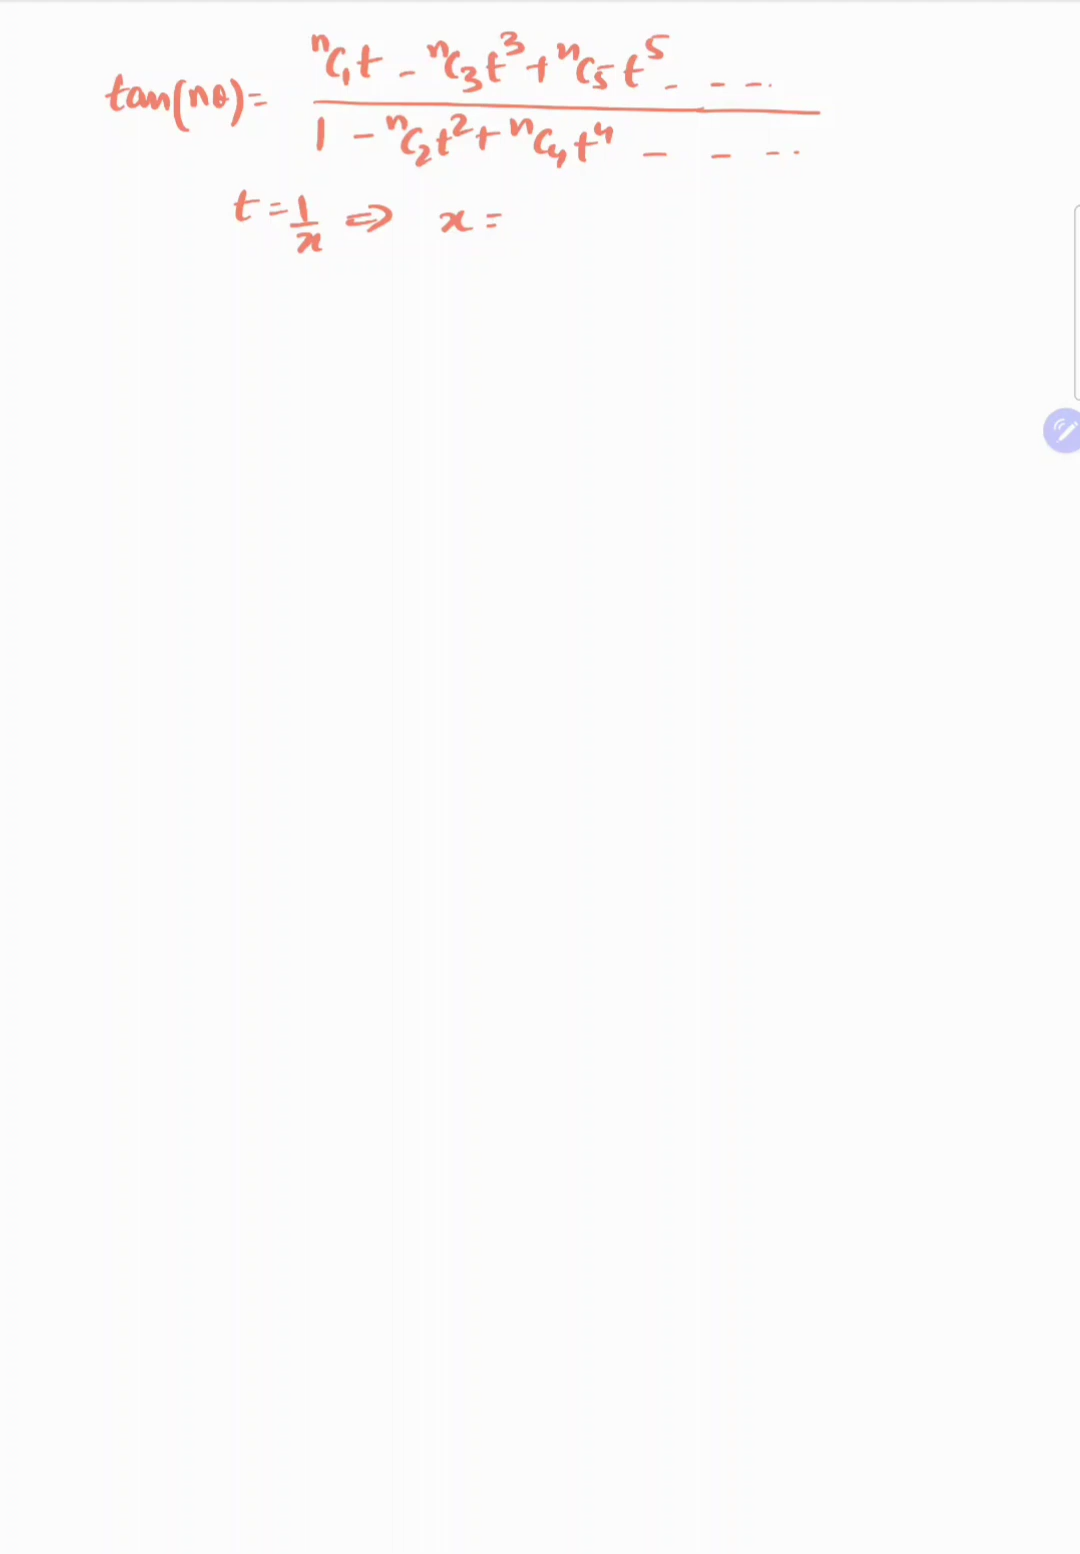 tan(nθ)= ⁿC₁t - ⁿC₃t³ + ⁿC₅t⁵ - - - ..
1 - ⁿC₂t² + ⁿC₄t⁴ - - - ..
t = 1/x ⇒ x =